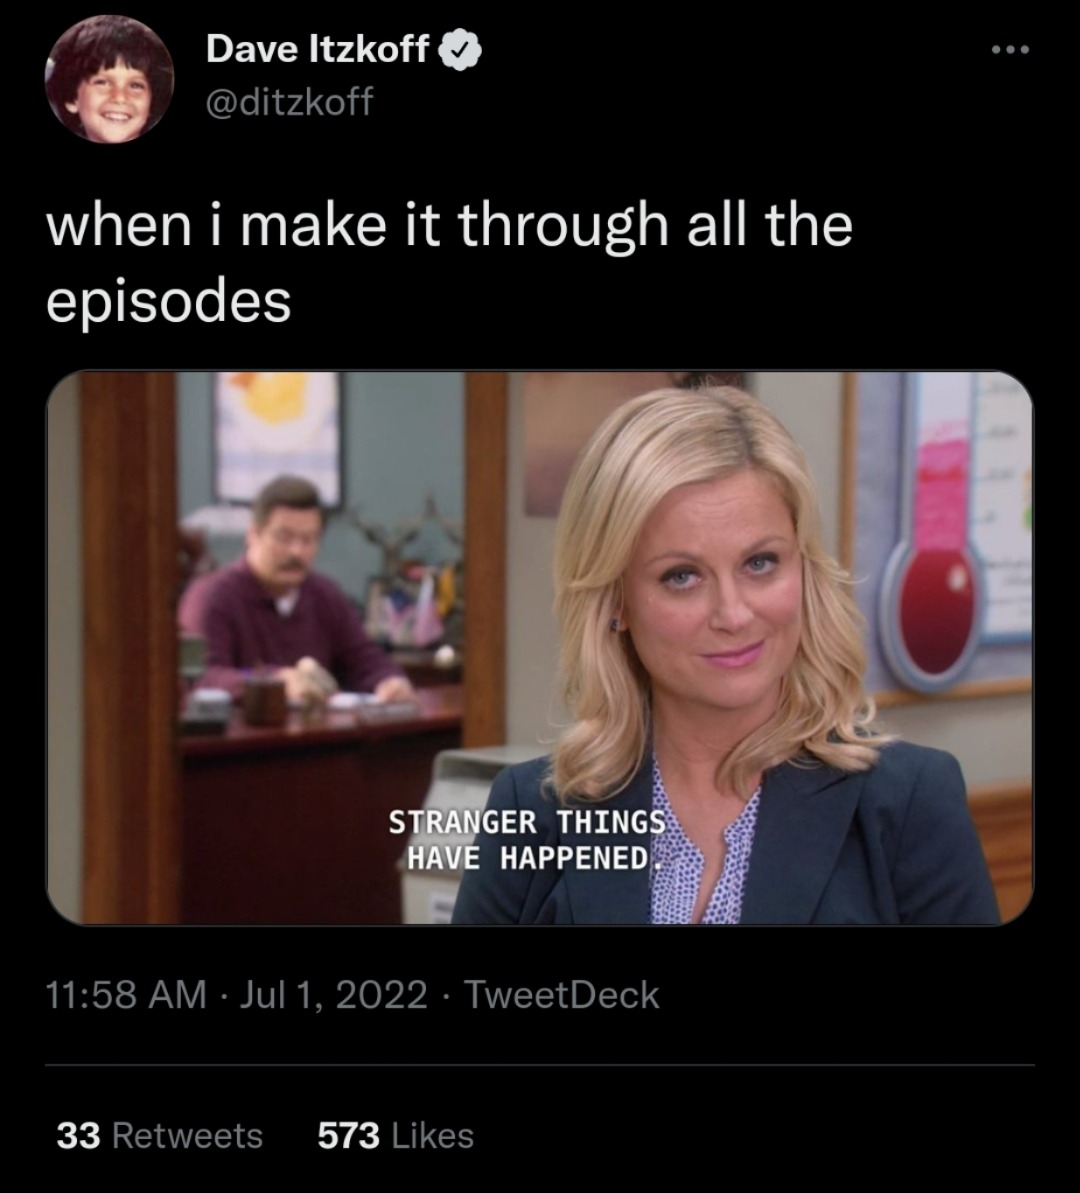 Dave Itzkoff
@ditzkoff
when i make it through all the
episodes
STRANGER THINGS
HAVE HAPPENED.
11:58 AM · Jul 1, 2022 · TweetDeck
33 Retweets 573 Likes